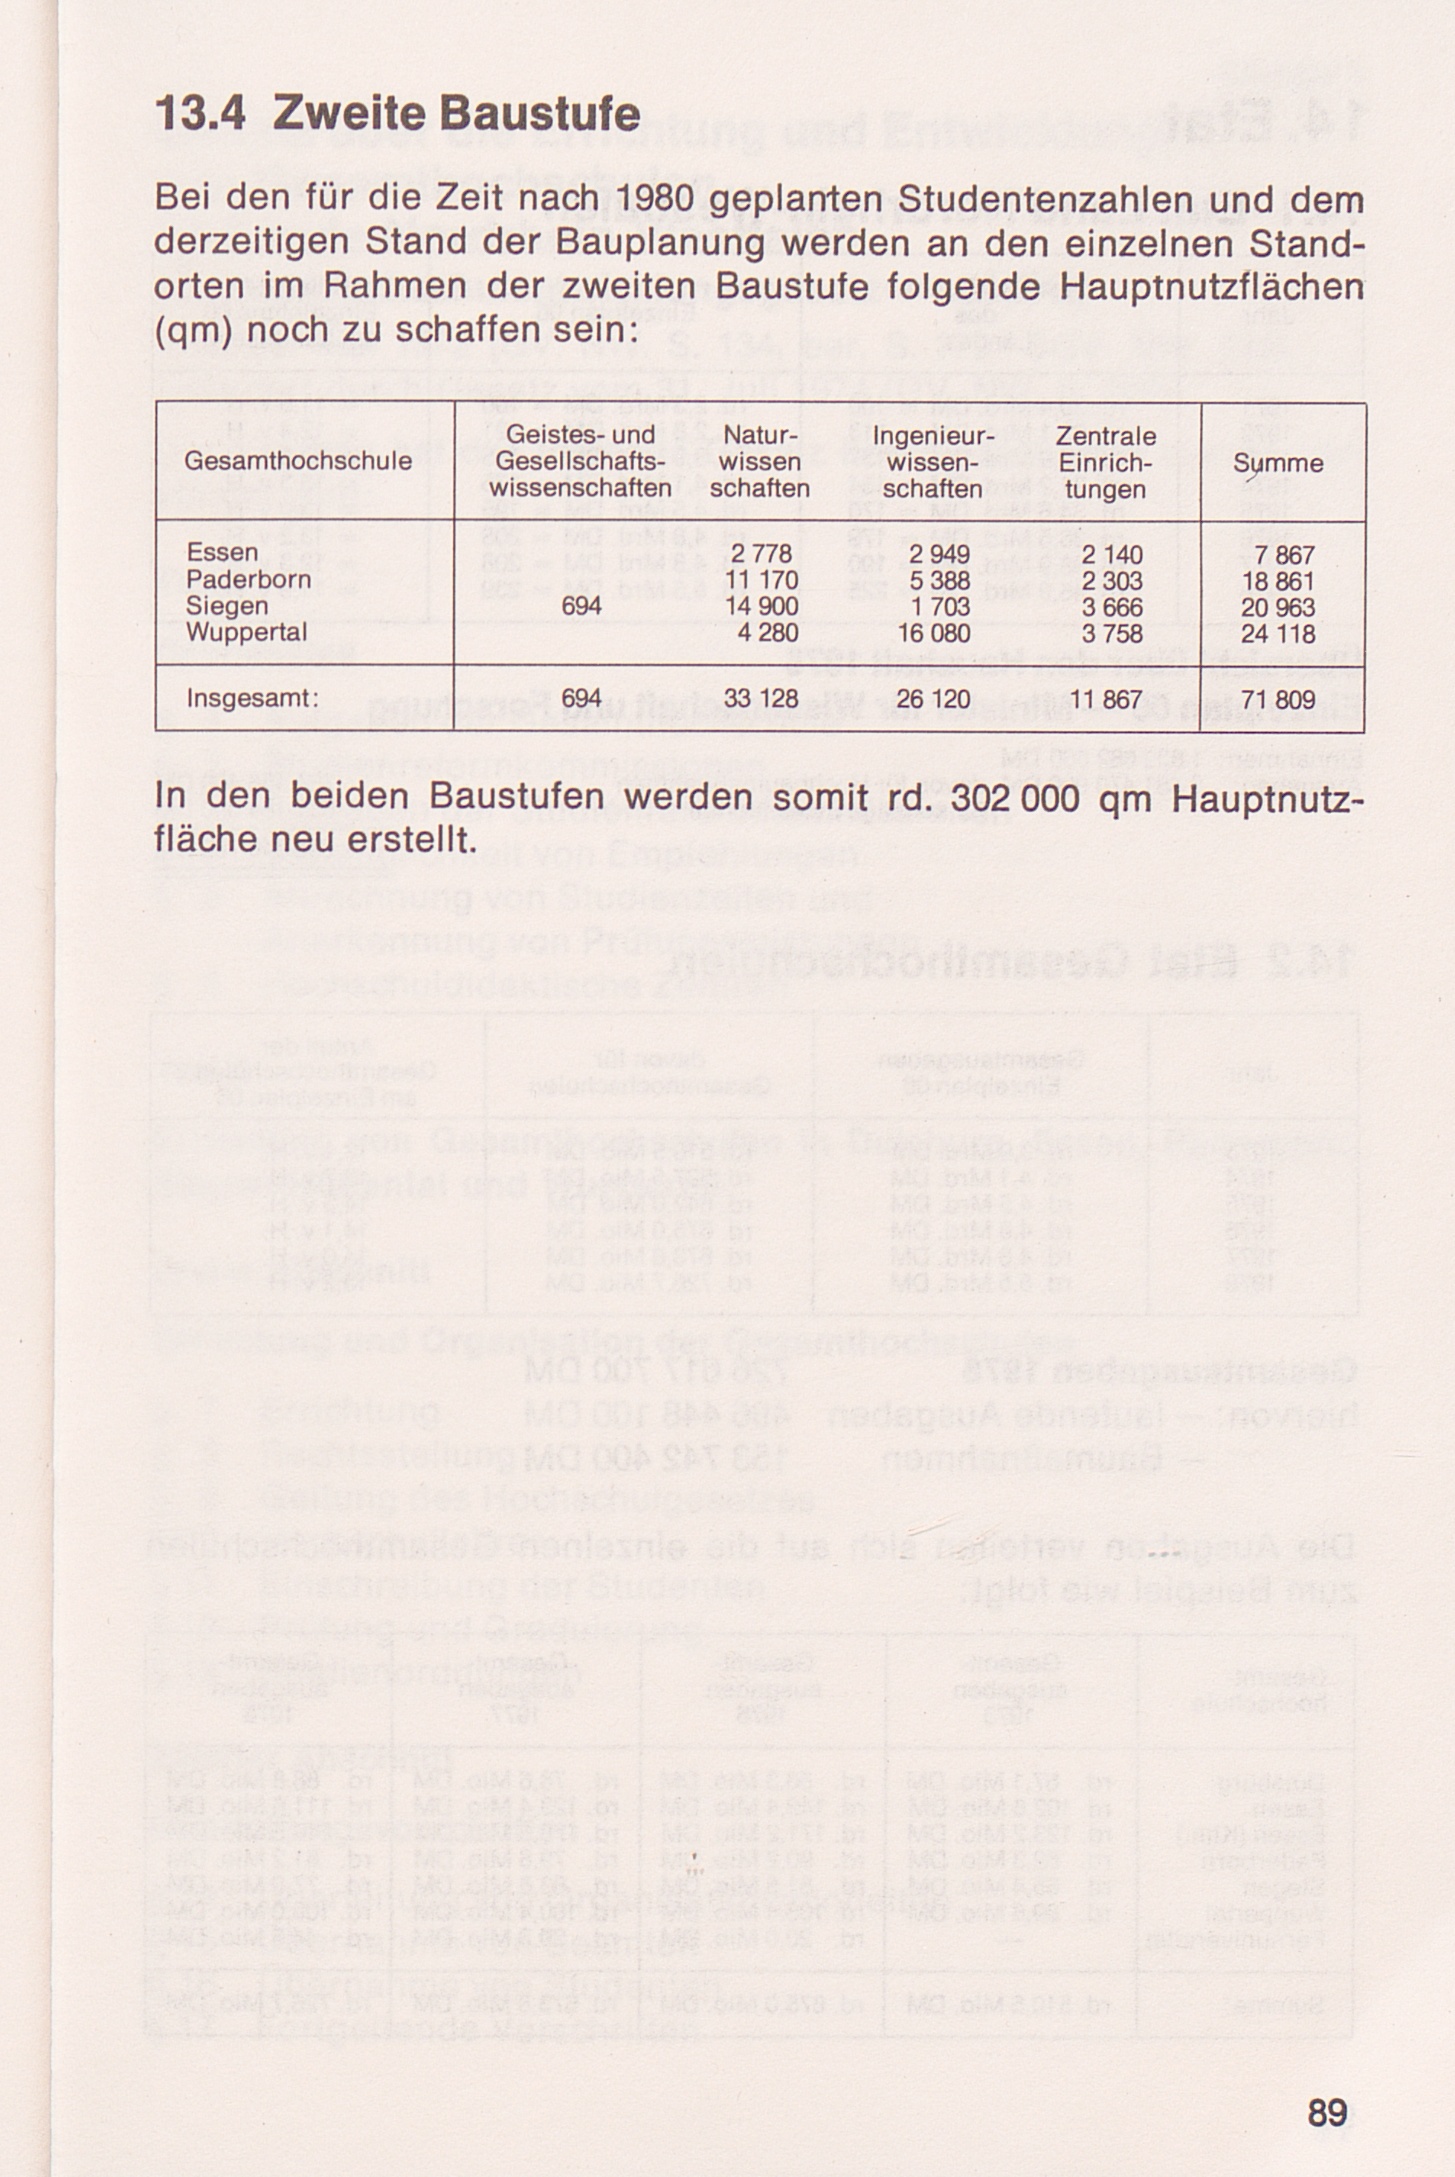 13.4 Zweite Baustufe
Bei den für die Zeit nach 1980 geplanten Studentenzahlen und dem
derzeitigen Stand der Bauplanung werden an den einzelnen Stand-
orten im Rahmen der zweiten Baustufe folgende Hauptnutzflächen
(qm) noch zu schaffen sein:
Gesamthochschule Geistes- und Gesellschafts- wissenschaften Natur- wissen schaften Ingenieur- wissen- schaften Zentrale Einrich- tungen Summe
Essen 2 778 2 949 2 140 7 867
Paderborn 11 170 5 388 2 303 18 861
Siegen 694 14 900 1 703 3 666 20 963
Wuppertal 4 280 16 080 3 758 24 118
Insgesamt: 694 33 128 26 120 11 867 71 809
In den beiden Baustufen werden somit rd. 302 000 qm Hauptnutz-
fläche neu erstellt.
89